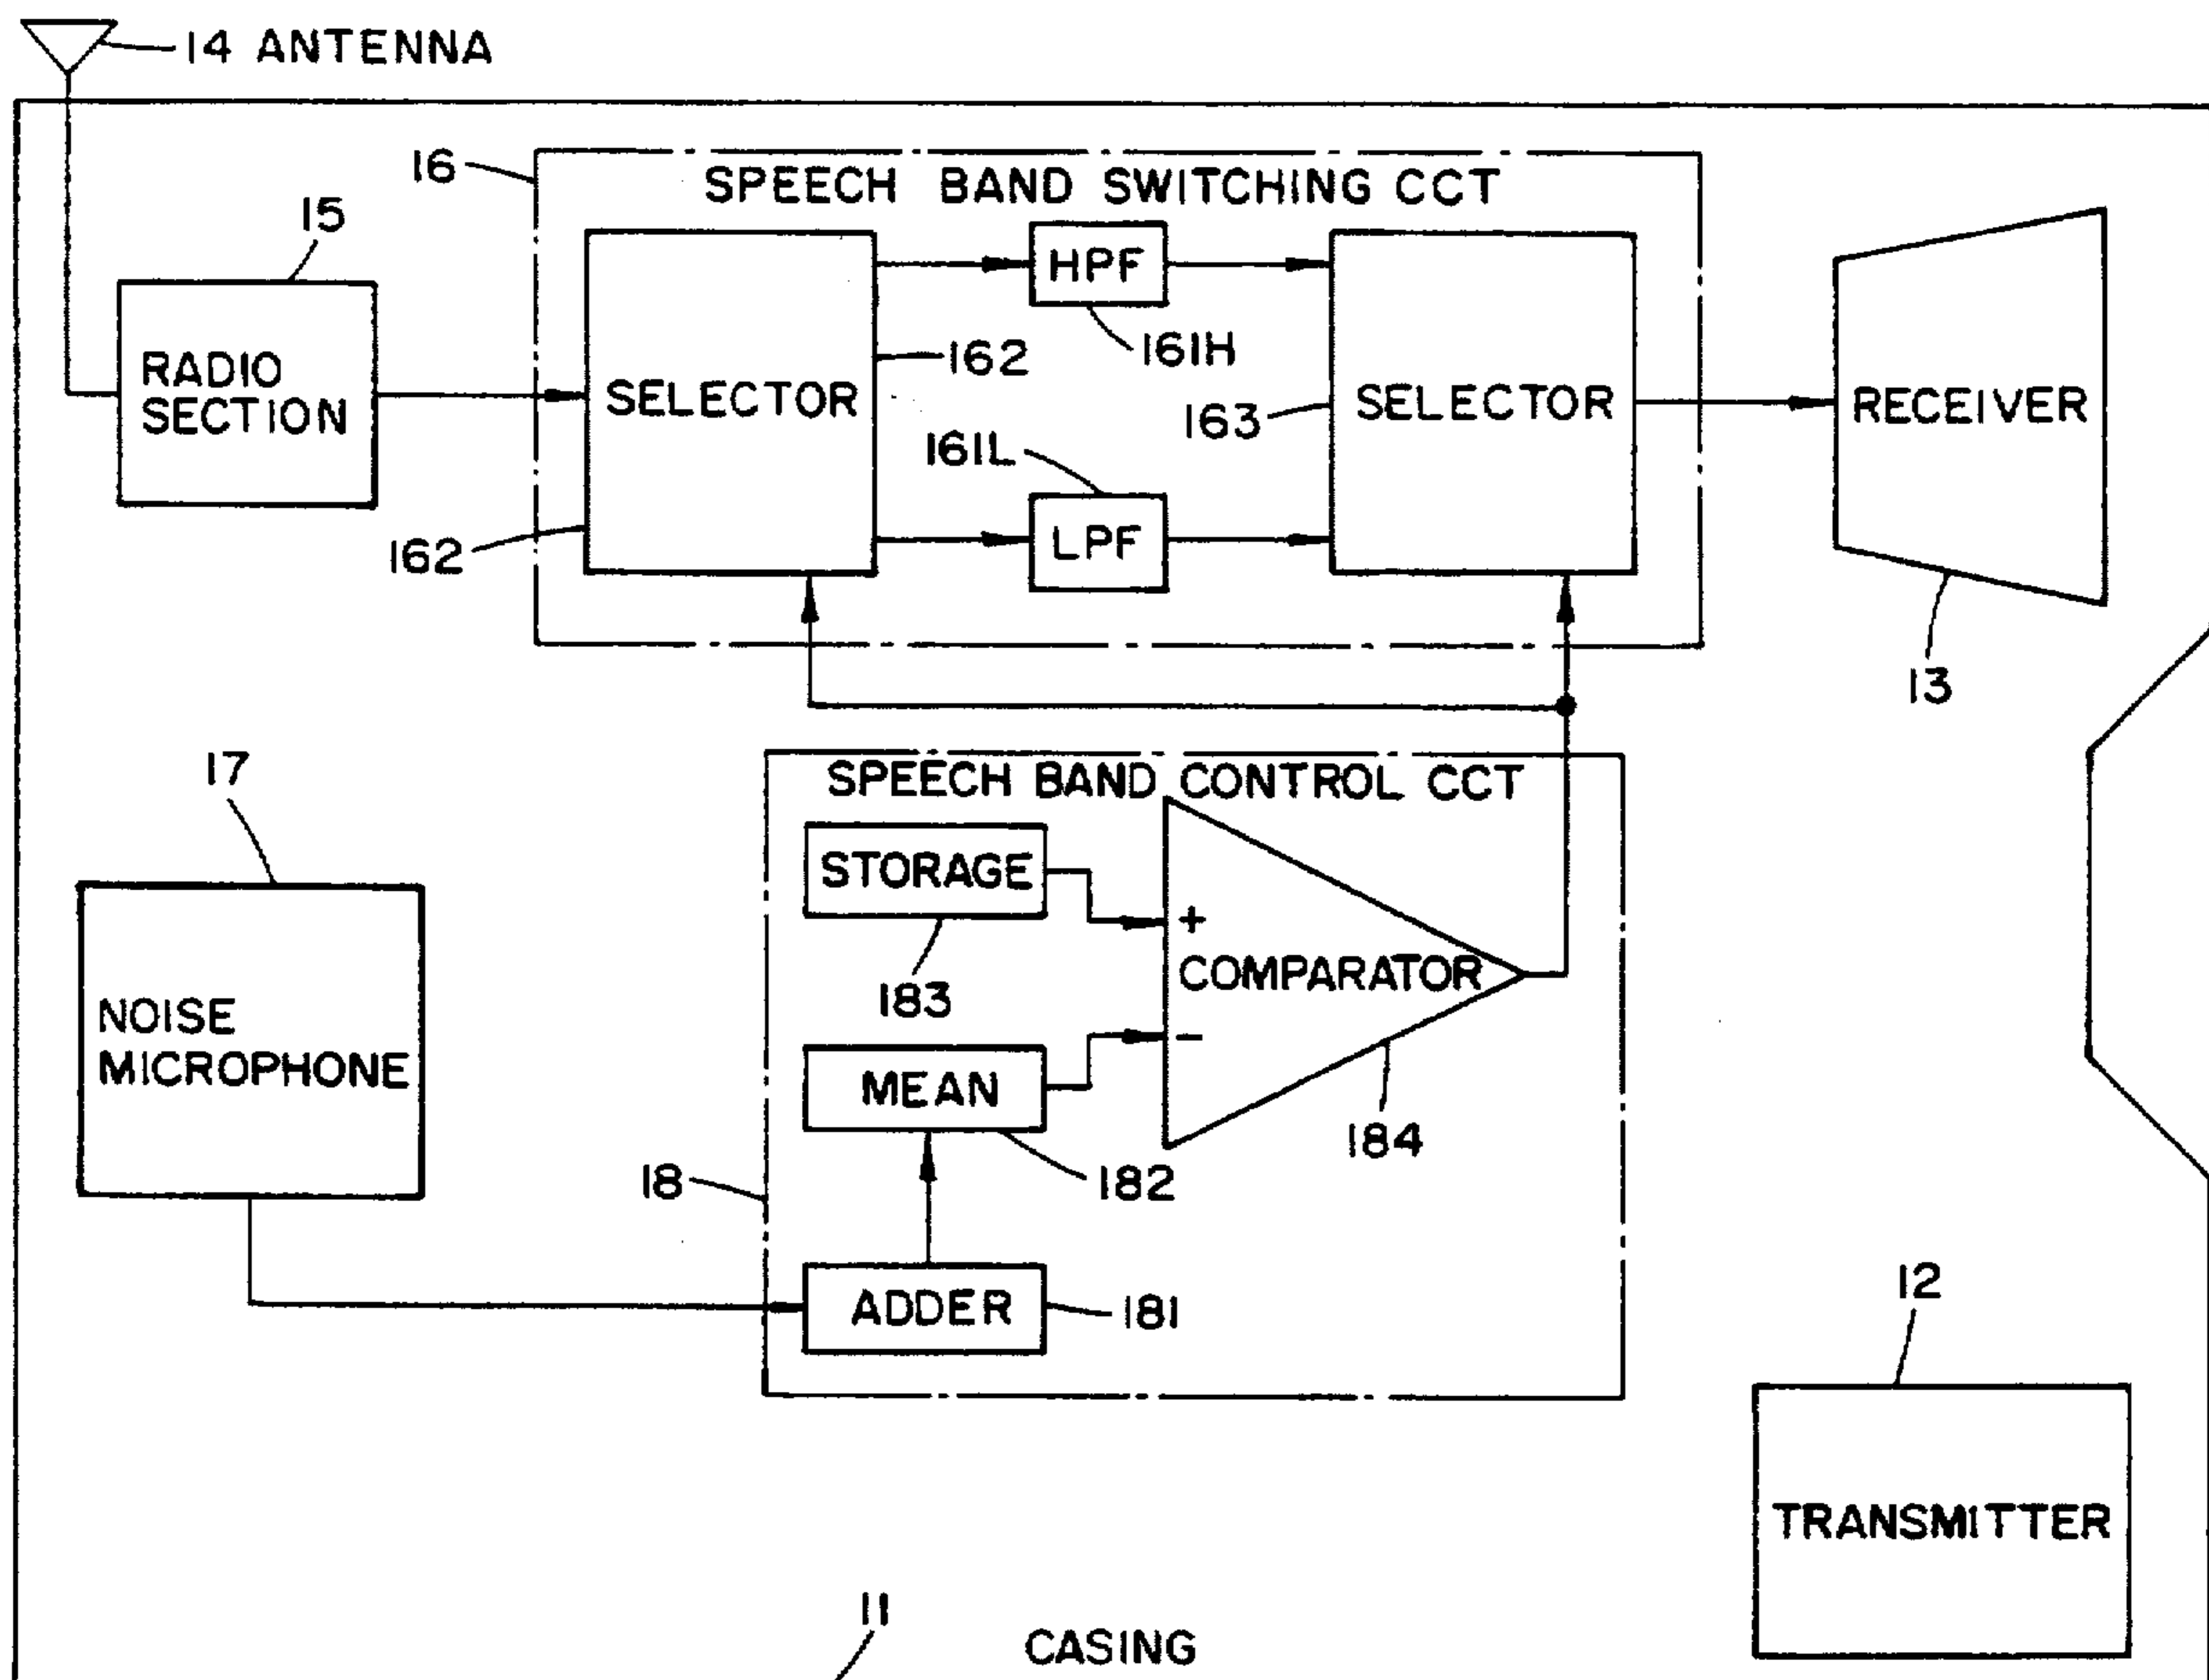 14 ANTENNA
16
SPEECH BAND SWITCHING CCT
15
HPF
161H
162
RADIO
SECTION
SELECTOR
163
SELECTOR
RECEIVER
161L
LPF
162
13
17
SPEECH BAND CONTROL CCT
STORAGE
+
COMPARATOR
183
NOISE
MICROPHONE
-
MEAN
184
18
182
ADDER
181
12
TRANSMITTER
11
CASING